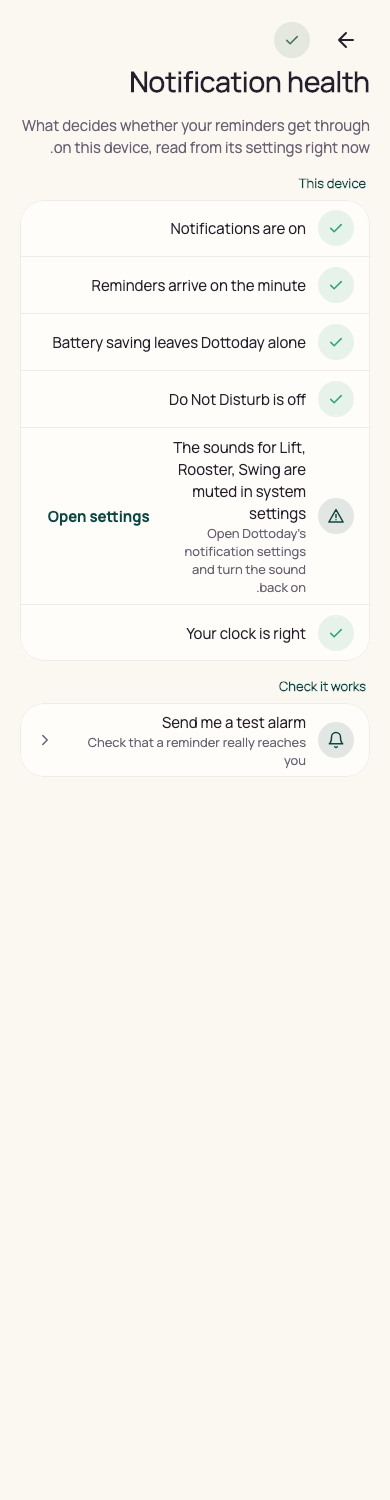 Notification health
What decides whether your reminders get through
on this device, read from its settings right now.
This device
Notifications are on
Reminders arrive on the minute
Battery saving leaves Dottoday alone
Do Not Disturb is off
The sounds for Lift,
Rooster, Swing are
muted in system
settings
Open Dottoday's
notification settings
and turn the sound
back on.
Open settings
Your clock is right
Check it works
Send me a test alarm
Check that a reminder really reaches
you